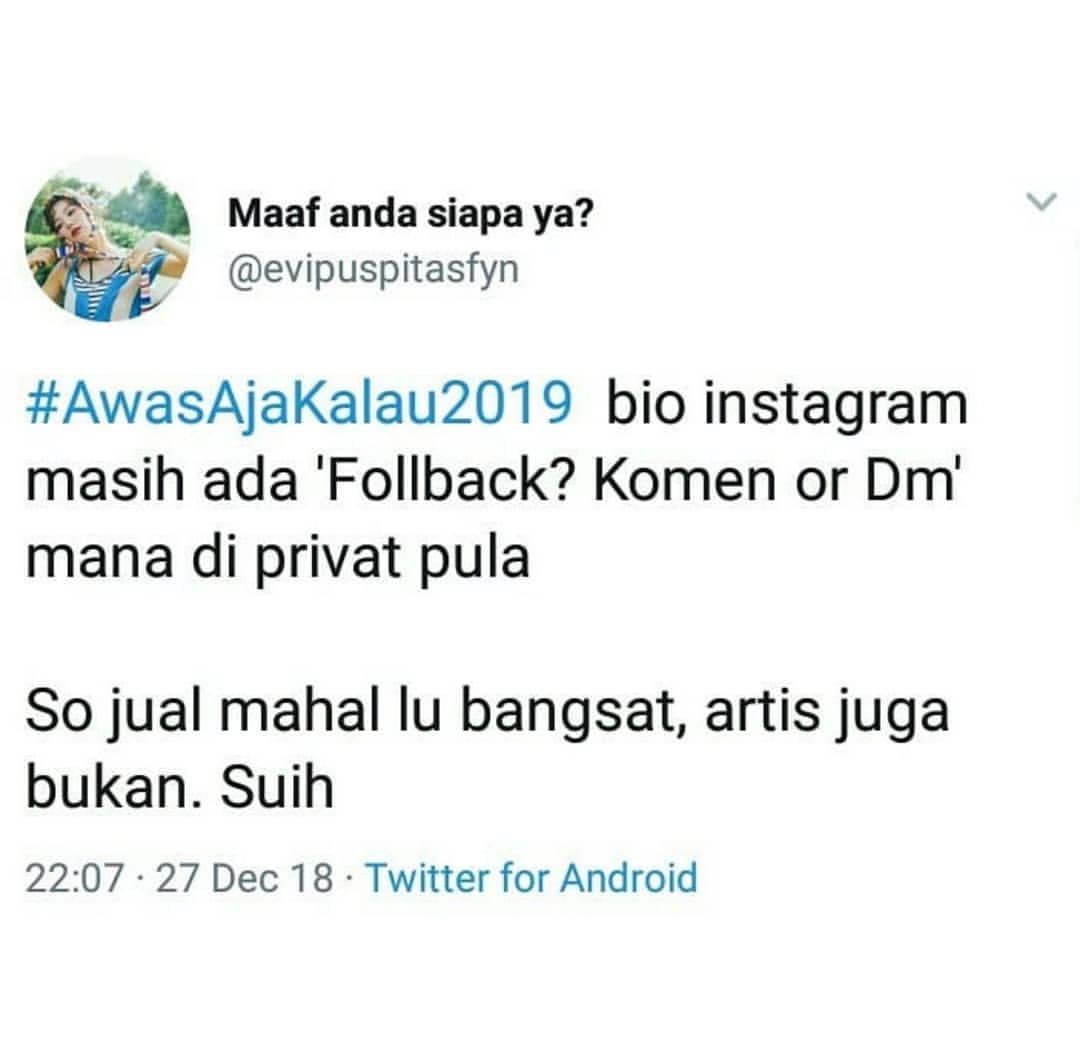 Maaf anda siapa ya?
@evipuspitasfyn
#AwasAjaKalau2019 bio instagram
masih ada 'Follback? Komen or Dm'
mana di privat pula
So jual mahal lu bangsat, artis juga
bukan. Suih
22:07 · 27 Dec 18 · Twitter for Android